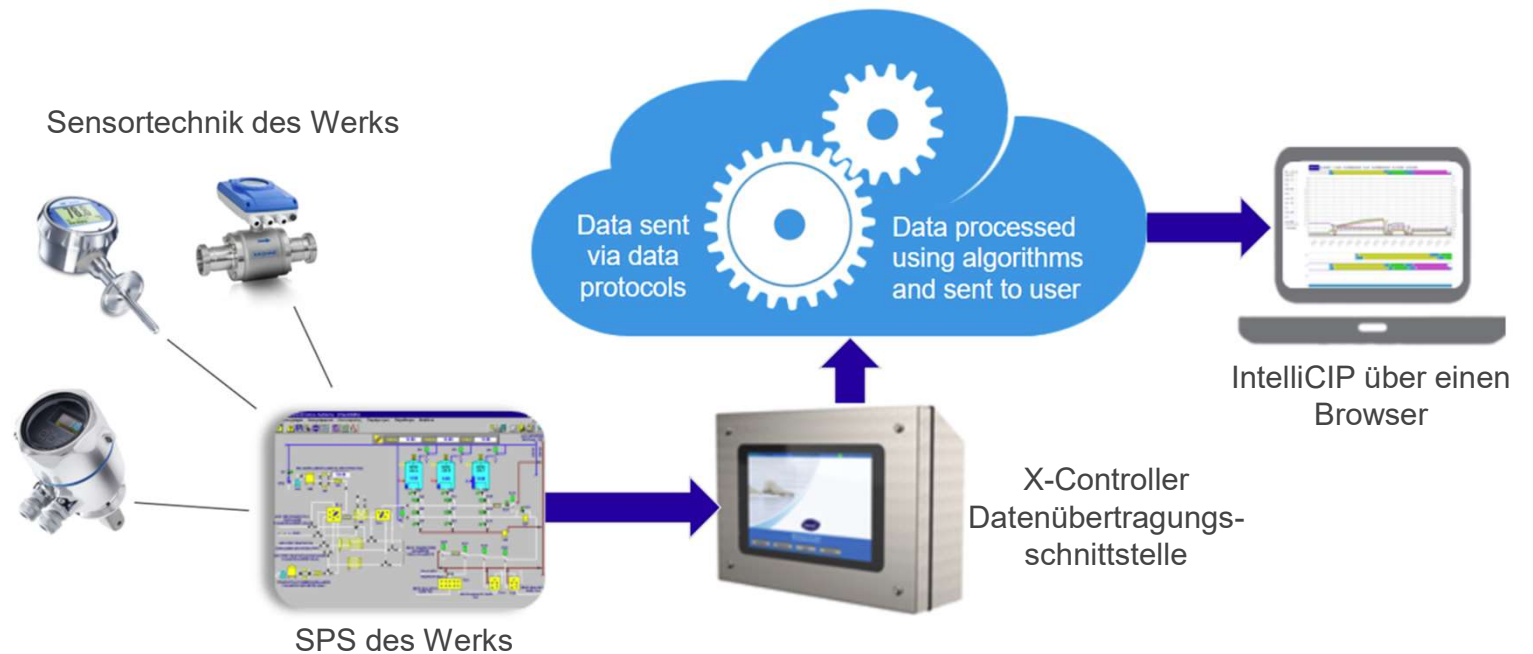 Sensortechnik des Werks
Data sent
via data
protocols
Data processed
using algorithms
and sent to user
IntelliCIP über einen
Browser
X-Controller
Datenübertragungs-
schnittstelle
SPS des Werks